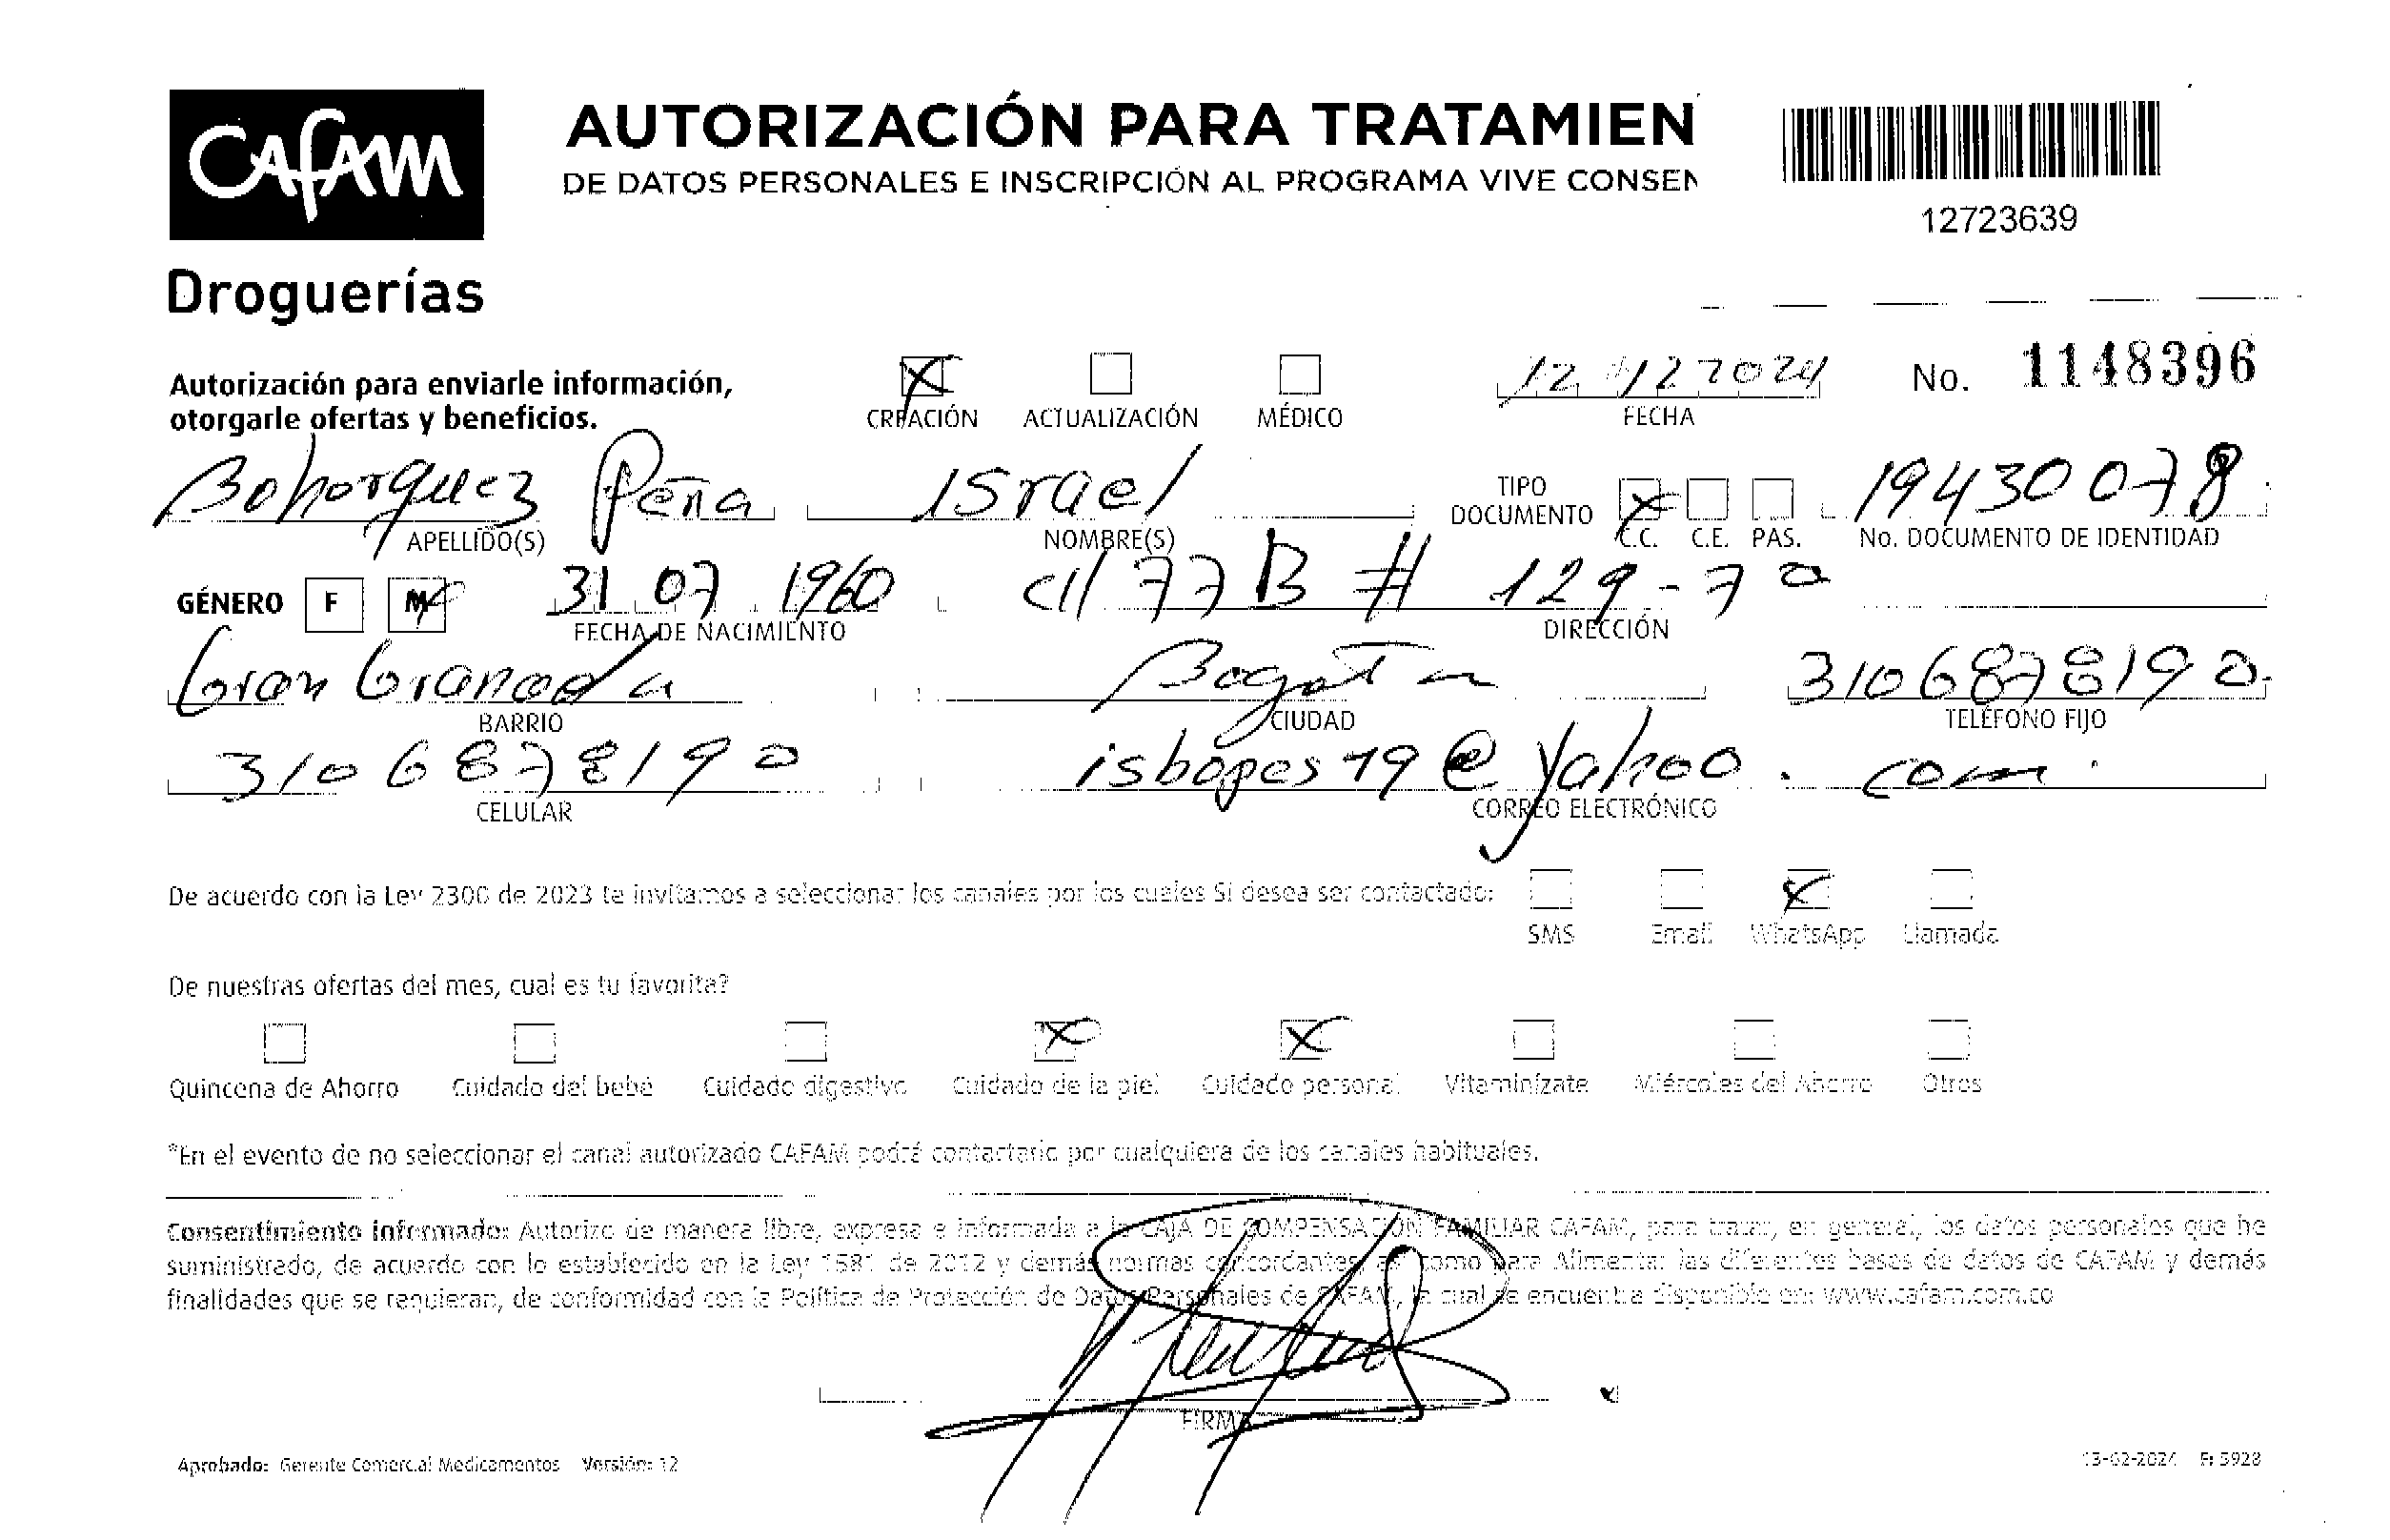 CAFAM
Droguerías
AUTORIZACIÓN PARA TRATAMIEN
DE DATOS PERSONALES E INSCRIPCIÓN AL PROGRAMA VIVE CONSEN
12723639
Autorización para enviarle información,
otorgarle ofertas y beneficios.
CREACIÓN ACTUALIZACIÓN MÉDICO
12 12 2024
FECHA
No. 1148396
Bohorquez Peña Israel
APELLIDO(S) NOMBRE(S)
TIPO
DOCUMENTO
C.C. C.E. PAS.
19430078
No. DOCUMENTO DE IDENTIDAD
GÉNERO F M 31 07 1960 cll 77 B # 129-70
FECHA DE NACIMIENTO DIRECCIÓN
Gran Granada Bogota 3106878190
BARRIO CIUDAD TELÉFONO FIJO
3106878190 isbopes19@yahoo.com.
CELULAR CORREO ELECTRÓNICO
De acuerdo con la Ley 2300 de 2023 te invitamos a seleccionar los canales por los cuales Sí desea ser contactado:
SMS Email WhatsApp Llamada
De nuestras ofertas del mes, cual es tu favorita?
Quincena de Ahorro Cuidado del bebé Cuidado digestivo Cuidado de la piel Cuidado personal Vitaminízate Miércoles del Ahorro Otros
*En el evento de no seleccionar el canal autorizado CAFAM podrá contactarlo por cualquiera de los canales habituales.
Consentimiento informado: Autorizo de manera libre, expresa e informada a la CAJA DE COMPENSACIÓN FAMILIAR CAFAM, para tratar, en general, los datos personales que he
suministrado, de acuerdo con lo establecido en la Ley 1581 de 2012 y demás normas concordantes, así como para Alimentar las diferentes bases de datos de CAFAM y demás
finalidades que se requieran, de conformidad con la Política de Protección de Datos Personales de CAFAM, la cual se encuentra disponible en: www.cafam.com.co
FIRMA
Aprobado: Gerente Comercial Medicamentos Versión: 12
13-02-2024 F: 5928